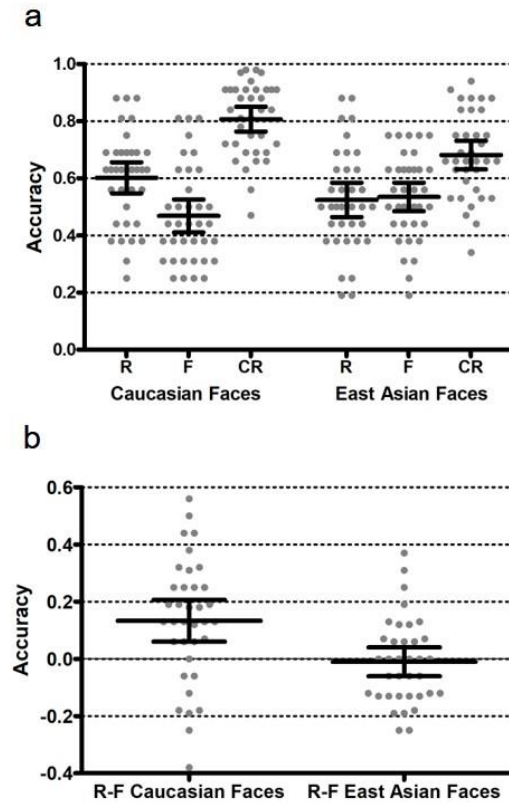 a
1.0
0.8
0.6
0.4
0.2
0.0
Accuracy
R F CR R F CR
Caucasian Faces East Asian Faces
b
0.6
0.4
0.2
0.0
-0.2
-0.4
Accuracy
R-F Caucasian Faces R-F East Asian Faces